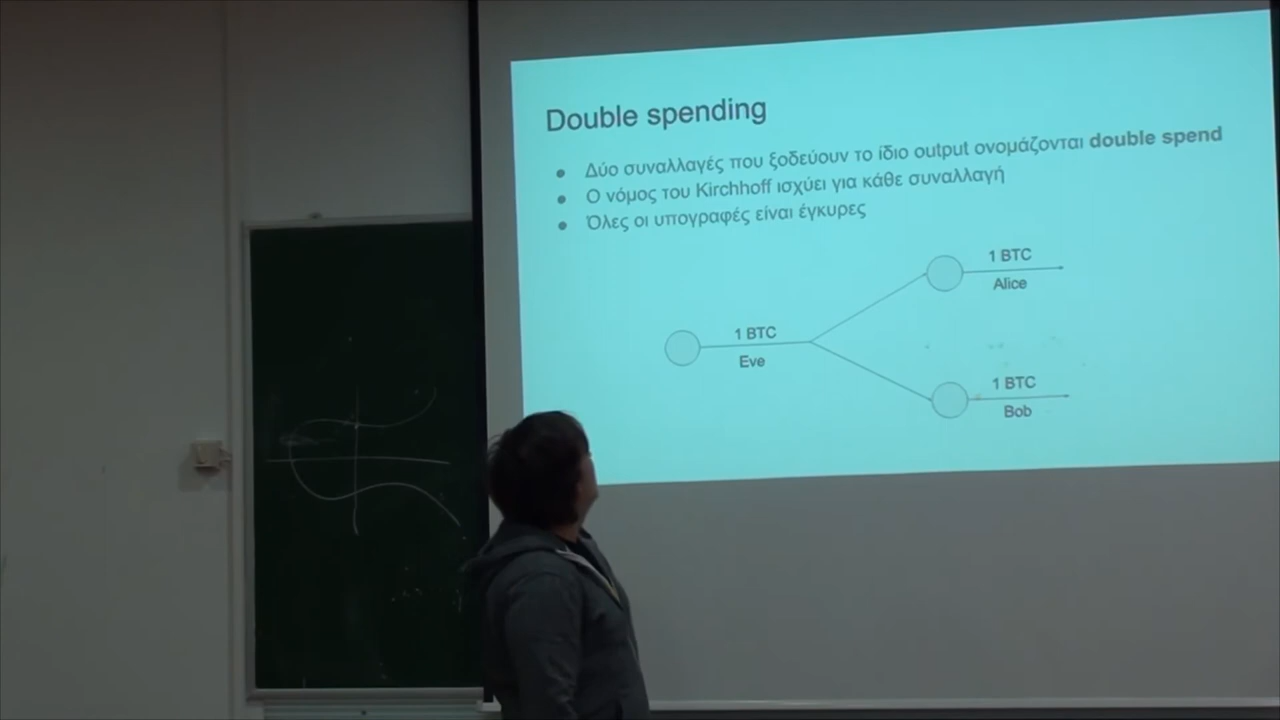 Double spending
● Δύο συναλλαγές που ξοδεύουν το ίδιο output ονομάζονται double spend
● Ο νόμος του Kirchhoff ισχύει για κάθε συναλλαγή
● Όλες οι υπογραφές είναι έγκυρες
1 BTC
Alice
1 BTC
Eve
1 BTC
Bob